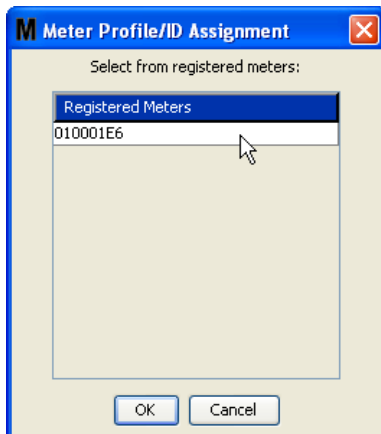 M Meter Profile/ID Assignment
Select from registered meters:
Registered Meters
010001E6
OK Cancel